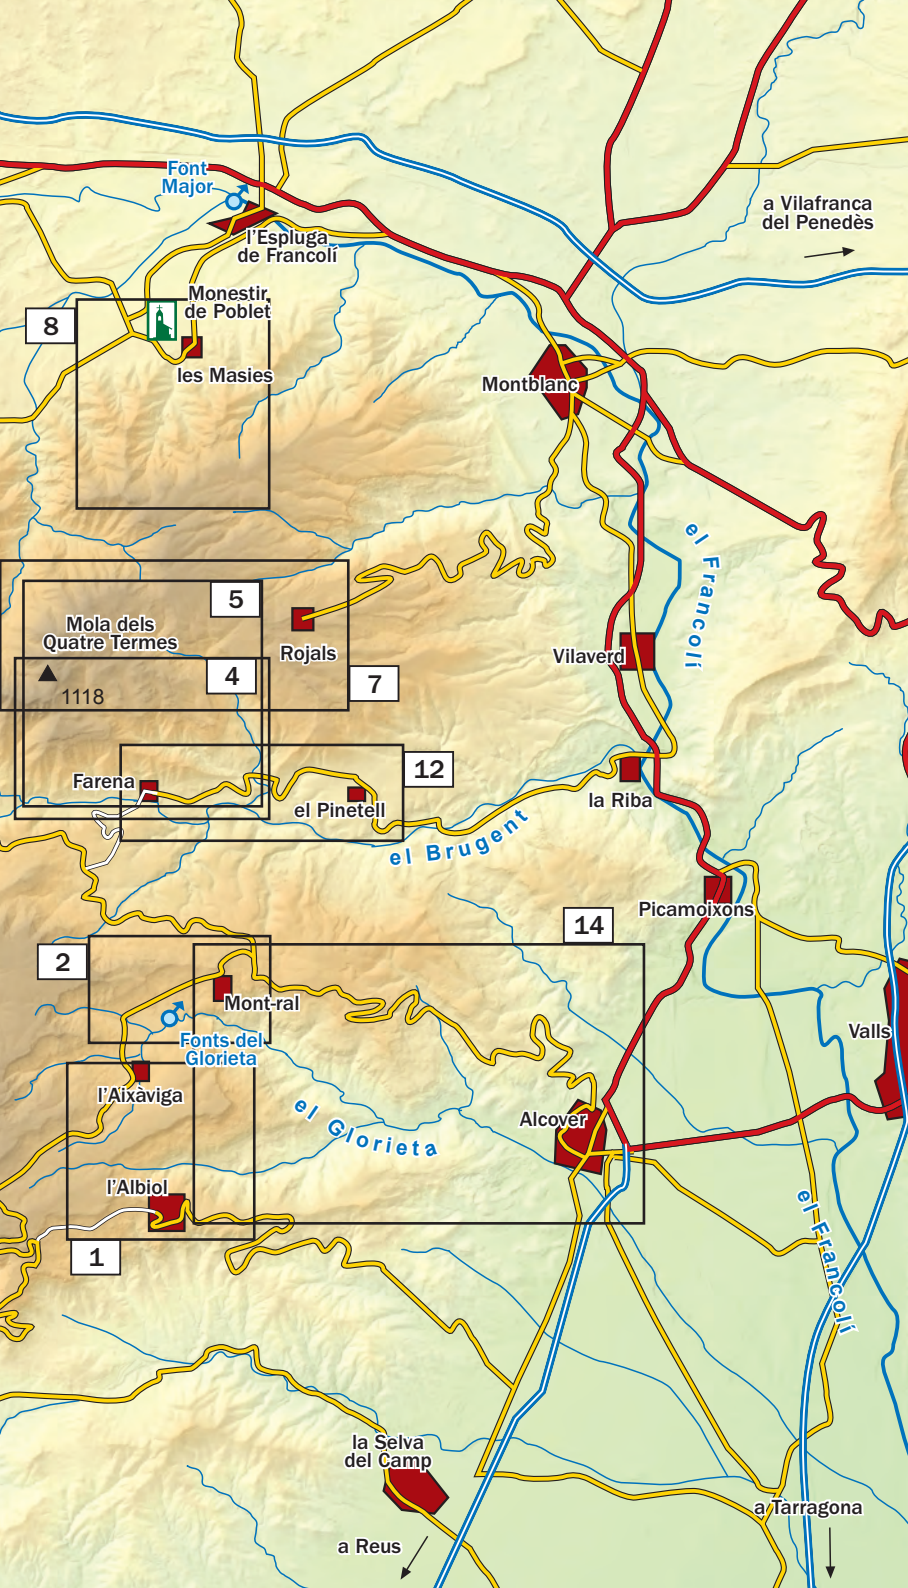 Font
Major
a Vilafranca
del Penedès
l'Espluga
de Francolí
Monestir
de Poblet
8
les Masies
Montblanc
el Francolí
5
Mola dels
Quatre Termes
Rojals
Vilaverd
4
7
1118
12
Farena
el Pinetell
la Riba
el Brugent
Picamoixons
14
2
Mont-ral
Valls
Fonts del
Glorieta
l'Aixàviga
el Glorieta
Alcover
l'Albiol
el Francolí
1
la Selva
del Camp
a Tarragona
a Reus